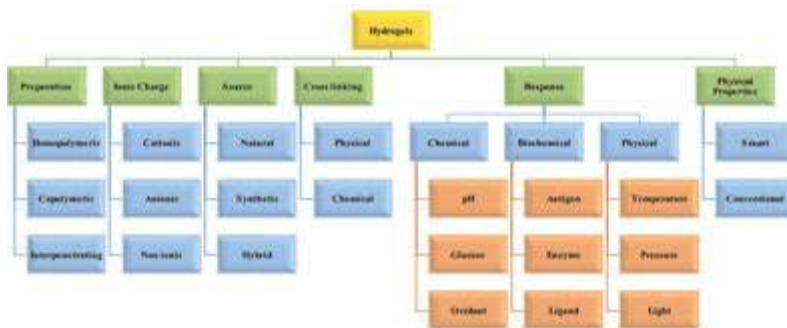 Hydrogels
Preparation
Ionic Charge
Source
Cross linking
Response
Physical
Properties
Homopolymeric
Cationic
Natural
Physical
Chemical
Biochemical
Physical
Smart
Copolymeric
Anionic
Synthetic
Chemical
pH
Antigen
Temperature
Conventional
Interpenetrating
Non ionic
Hybrid
Glucose
Enzyme
Pressure
Oxidant
Ligand
Light